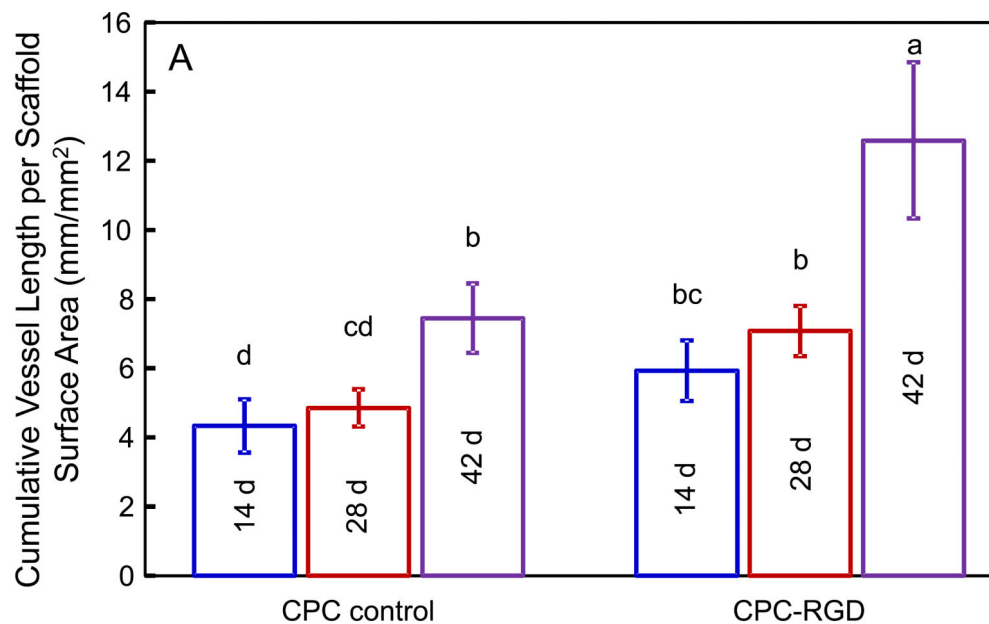 Cumulative Vessel Length per Scaffold
Surface Area (mm/mm²)
16
14
12
10
8
6
4
2
0
A
d
cd
b
bc
b
a
14 d
28 d
42 d
14 d
28 d
42 d
CPC control
CPC-RGD